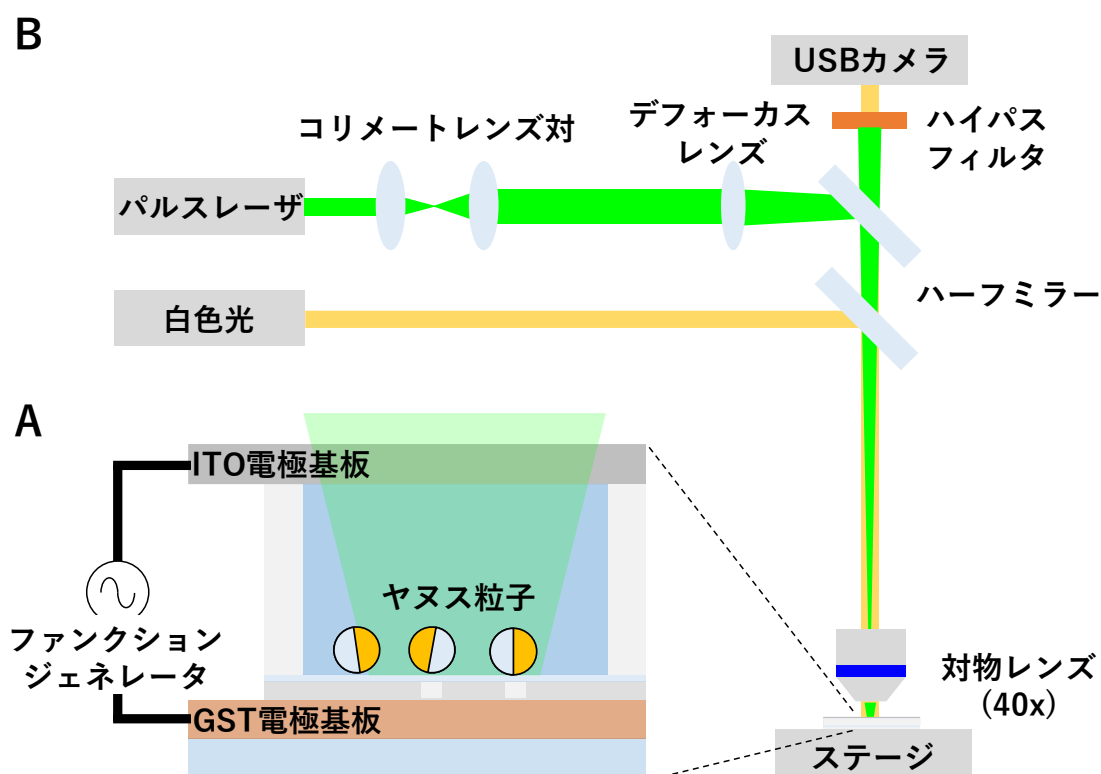 B
USBカメラ
コリメートレンズ対
デフォーカス
レンズ
ハイパス
フィルタ
パルスレーザ
ハーフミラー
白色光
A
ITO電極基板
ヤヌス粒子
ファンクション
ジェネレータ
GST電極基板
対物レンズ
(40x)
ステージ